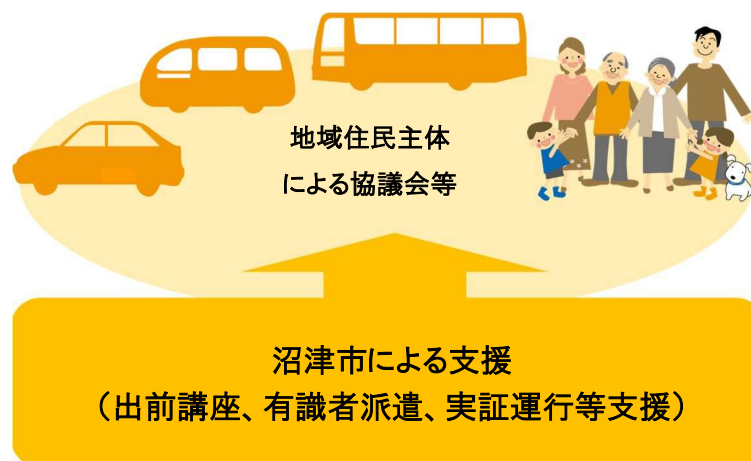 地域住民主体
による協議会等
沼津市による支援
（出前講座、有識者派遣、実証運行等支援）